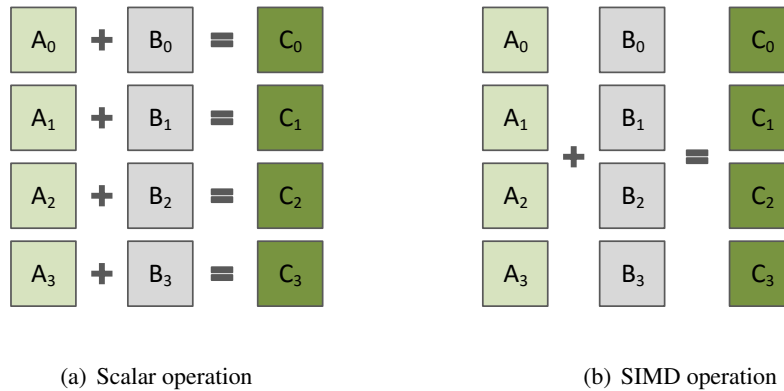 A₀ + B₀ = C₀ A₀ B₀ C₀
A₁ + B₁ = C₁ A₁ B₁ C₁
+ =
A₂ + B₂ = C₂ A₂ B₂ C₂
A₃ + B₃ = C₃ A₃ B₃ C₃
(a) Scalar operation (b) SIMD operation